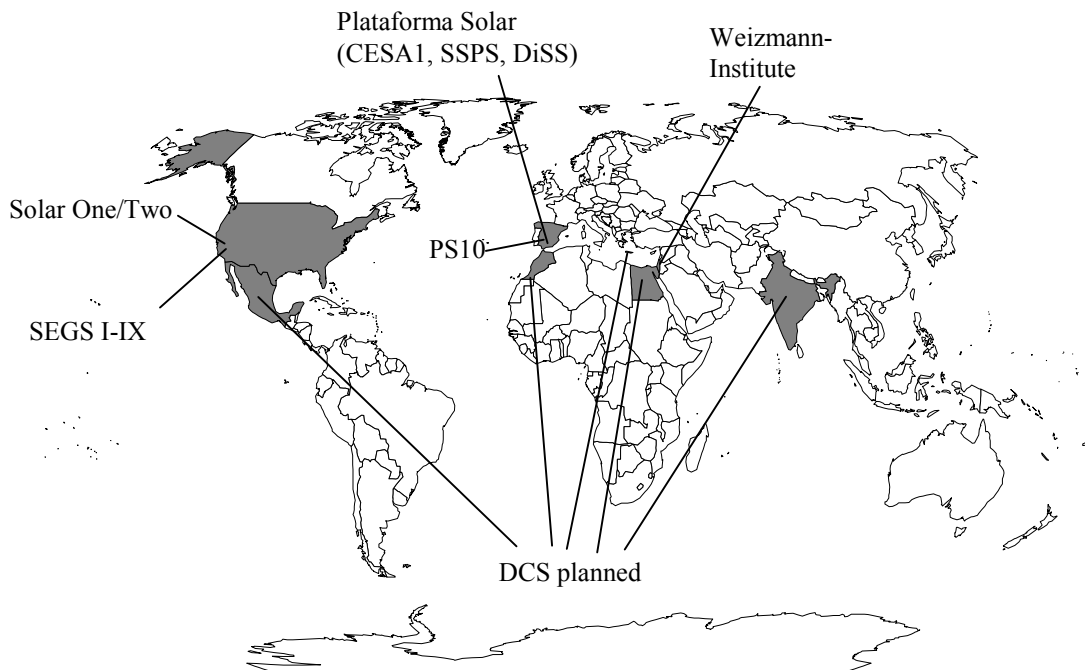 Plataforma Solar
(CESA1, SSPS, DiSS)
Weizmann-
Institute
Solar One/Two
PS10
SEGS I-IX
DCS planned